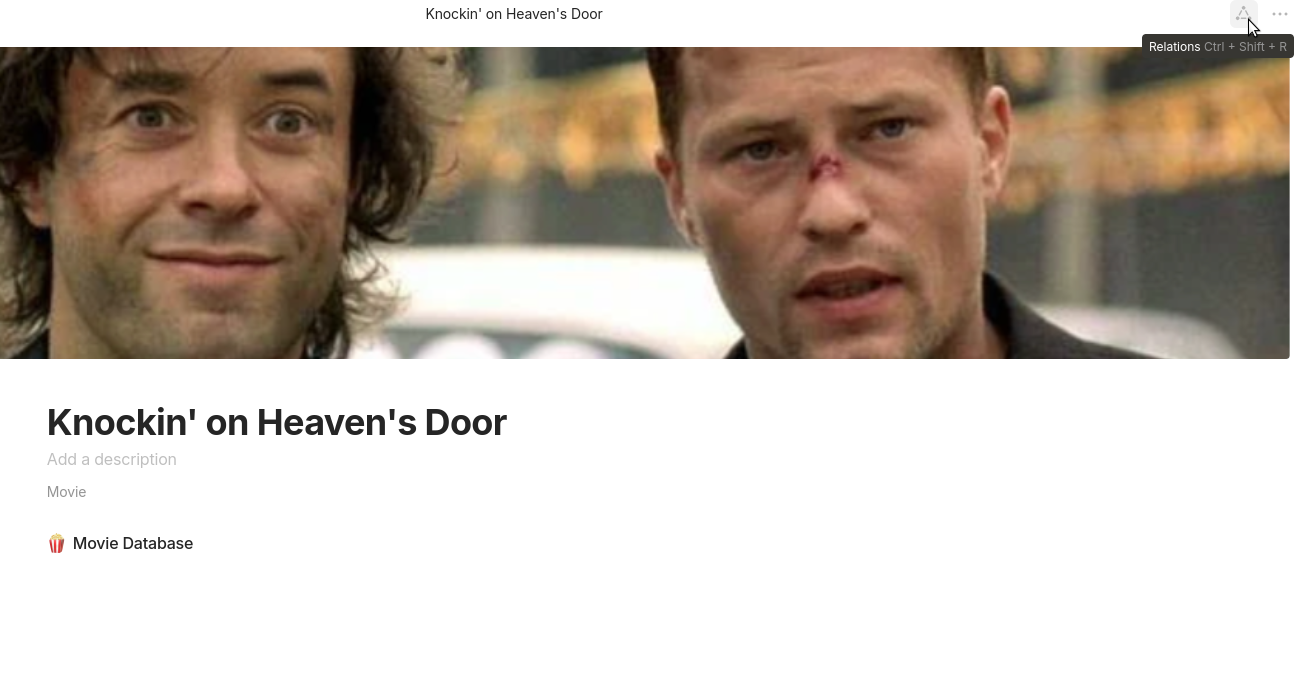 Knockin' on Heaven's Door
Relations Ctrl + Shift + R
Knockin' on Heaven's Door
Add a description
Movie
Movie Database